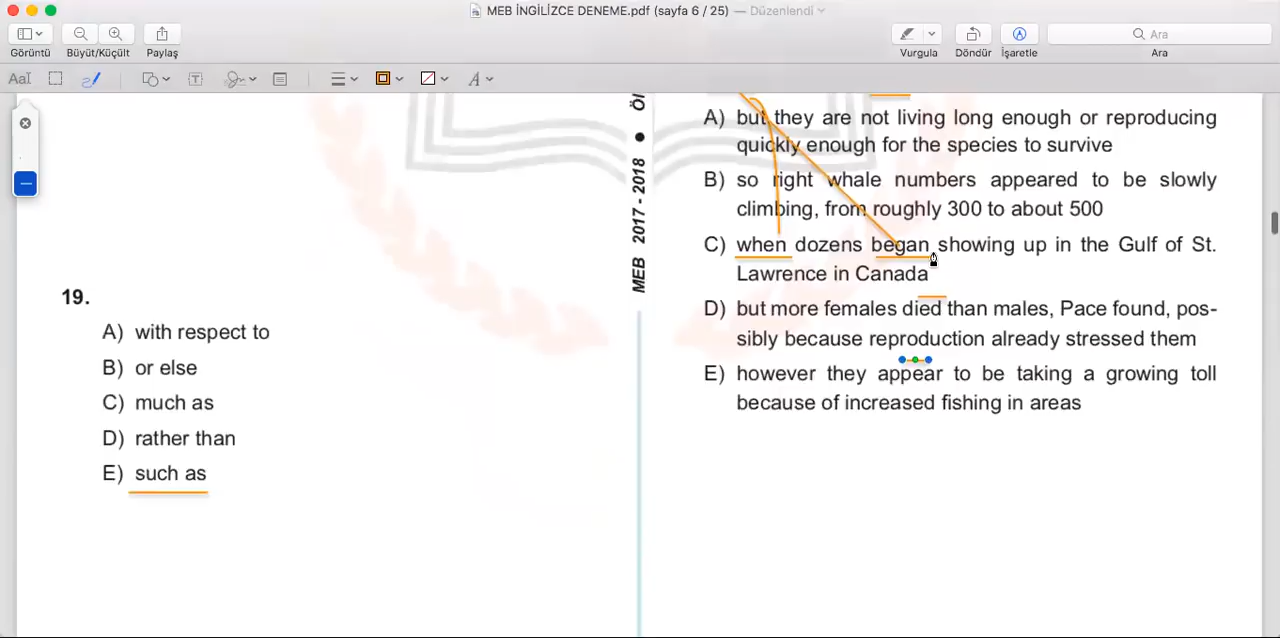 MEB İNGİLİZCE DENEME.pdf (sayfa 6 / 25) — Düzenlendi
Görüntü
Büyüt/Küçült
Paylaş
Vurgula
Döndür
İşaretle
Ara
Ara
AaI
T
A
19.
A) with respect to
B) or else
C) much as
D) rather than
E) such as
MEB 2017 - 2018 ● Öl
A) but they are not living long enough or reproducing
quickly enough for the species to survive
B) so right whale numbers appeared to be slowly
climbing, from roughly 300 to about 500
C) when dozens began showing up in the Gulf of St.
Lawrence in Canada
D) but more females died than males, Pace found, pos-
sibly because reproduction already stressed them
E) however they appear to be taking a growing toll
because of increased fishing in areas